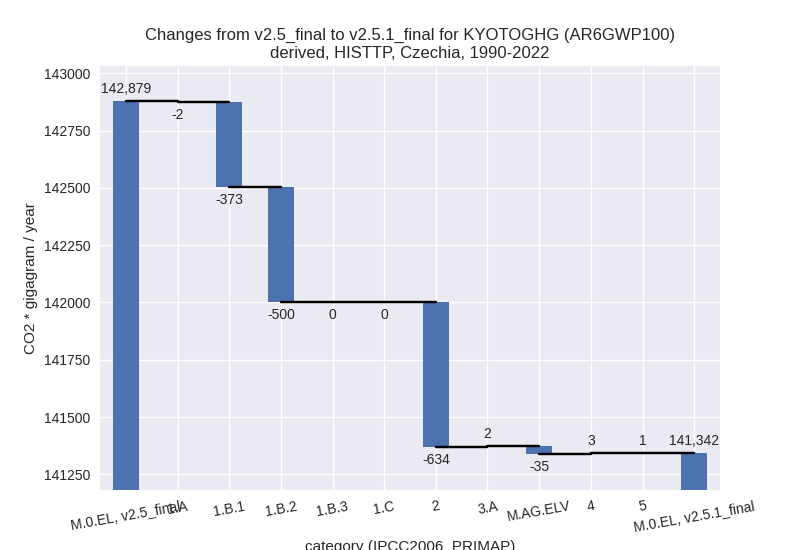 Changes from v2.5_final to v2.5.1_final for KYOTOGHG (AR6GWP100)
derived, HISTTP, Czechia, 1990-2022
CO2 * gigagram / year
143000
142750
142500
142250
142000
141750
141500
141250
142,879
-2
-373
-500
0
0
-634
2
-35
3
1
141,342
M.0.EL, v2.5_final
1.A
1.B.1
1.B.2
1.B.3
1.C
2
3.A
M.AG.ELV
4
5
M.0.EL, v2.5.1_final
category (IPCC2006_PRIMAP)